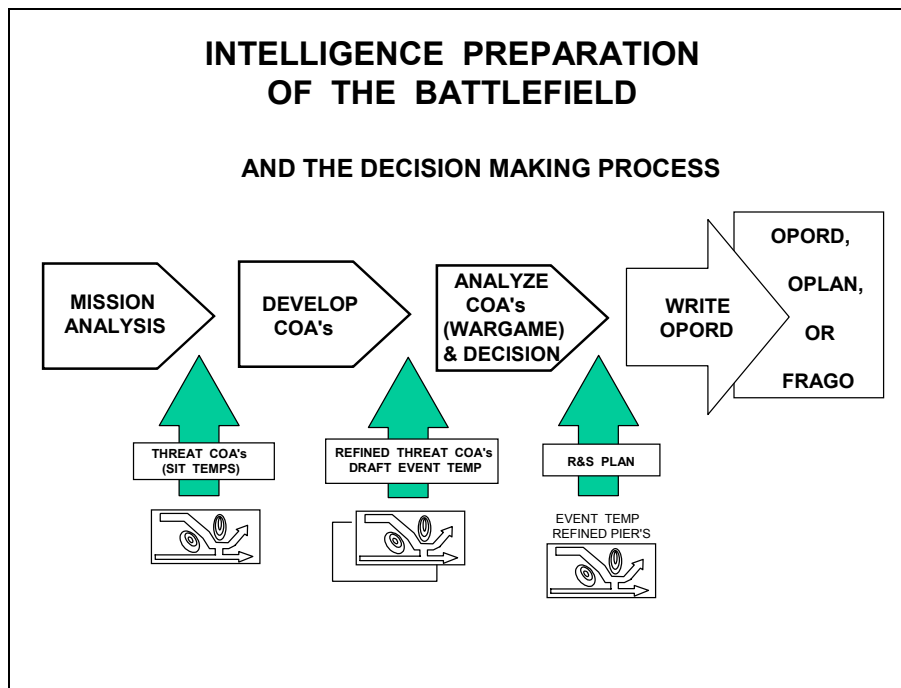 INTELLIGENCE PREPARATION
OF THE BATTLEFIELD
AND THE DECISION MAKING PROCESS
MISSION
ANALYSIS
DEVELOP
COA's
ANALYZE
COA's
(WARGAME)
& DECISION
WRITE
OPORD
OPORD,
OPLAN,
OR
FRAGO
THREAT COA's
(SIT TEMPS)
REFINED THREAT COA's
DRAFT EVENT TEMP
R&S PLAN
EVENT TEMP
REFINED PIER'S